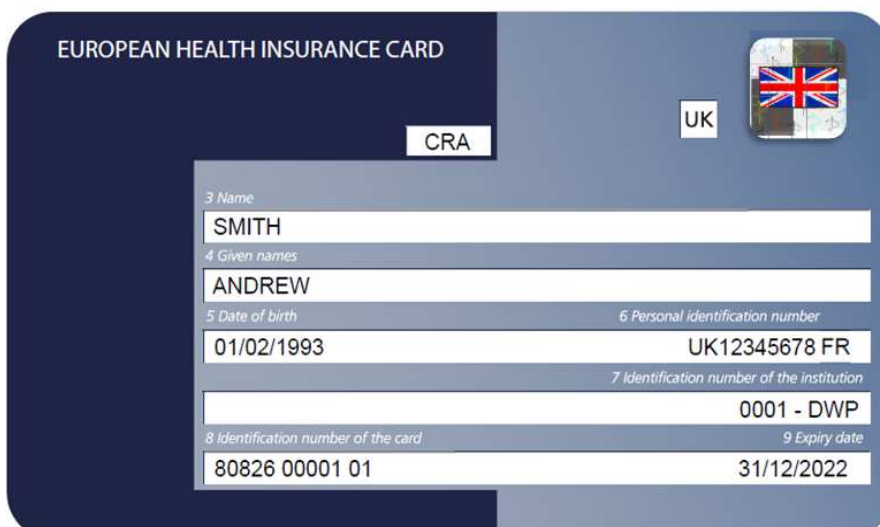 EUROPEAN HEALTH INSURANCE CARD
UK
CRA
3 Name
SMITH
4 Given names
ANDREW
5 Date of birth 6 Personal identification number
01/02/1993 UK12345678 FR
7 Identification number of the institution
0001 - DWP
8 Identification number of the card 9 Expiry date
80826 00001 01 31/12/2022